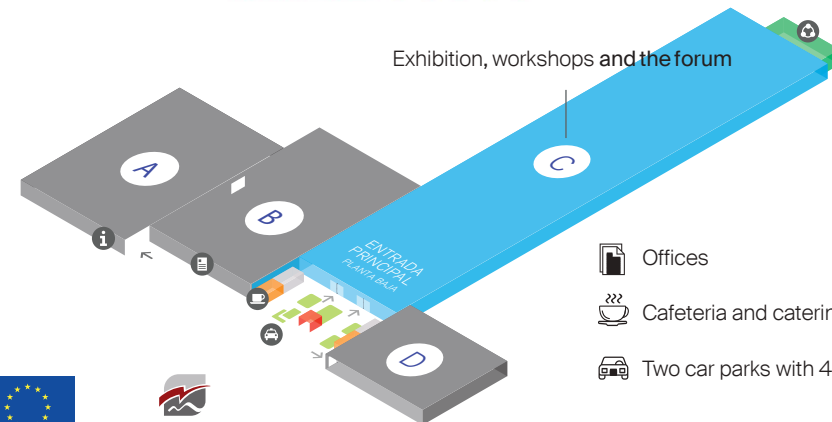 Exhibition, workshops and the forum
A
B
C
ENTRADA
PRINCIPAL
PLANTA BAJA
D
i
Offices
Cafeteria and caterin
Two car parks with 4